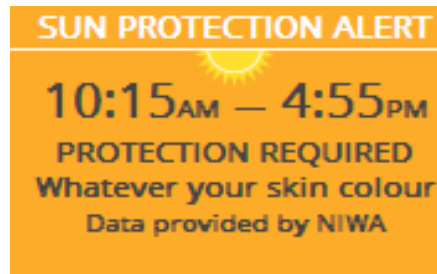 SUN PROTECTION ALERT
10:15AM — 4:55PM
PROTECTION REQUIRED
Whatever your skin colour
Data provided by NIWA